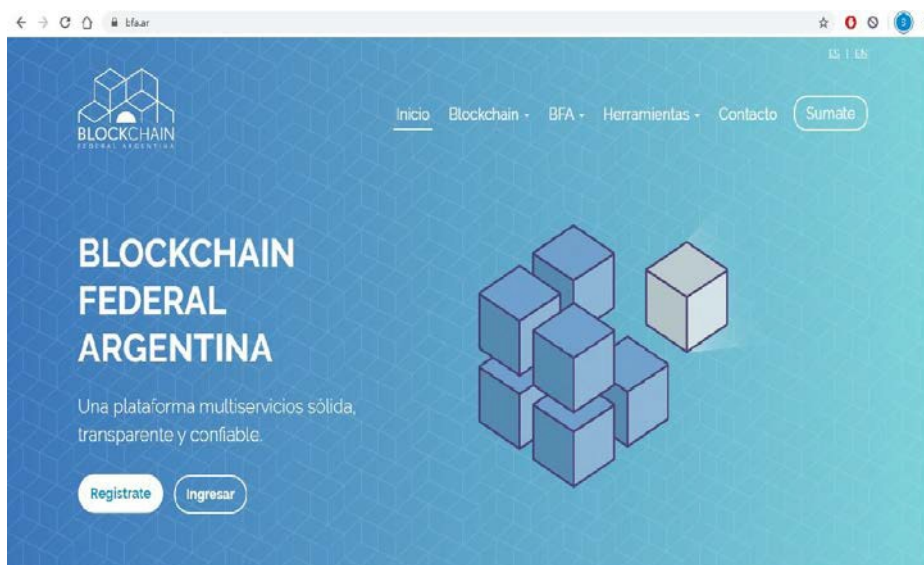 bfa.ar
ES | EN
BLOCKCHAIN
FEDERAL ARGENTINA
Inicio Blockchain BFA Herramientas Contacto Sumate
BLOCKCHAIN
FEDERAL
ARGENTINA
Una plataforma multiservicios sólida,
transparente y confiable.
Registrate Ingresar